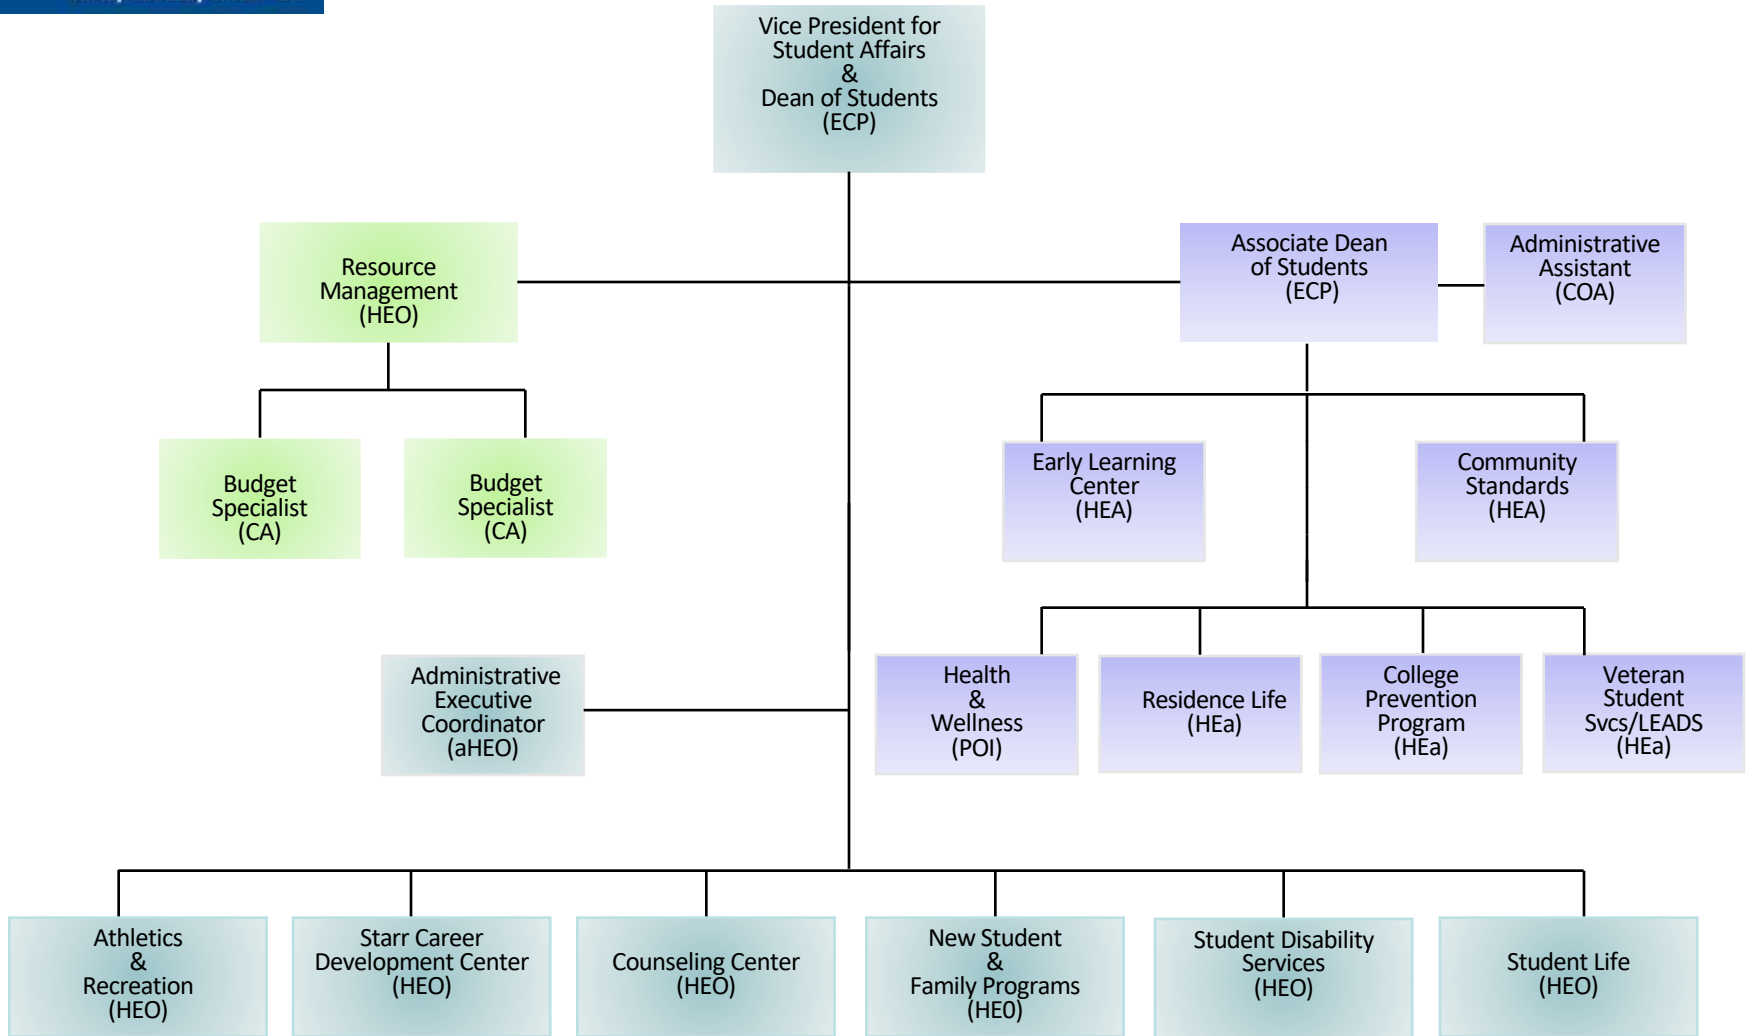 Vice President for
Student Affairs
&
Dean of Students
(ECP)
Resource
Management
(HEO)
Associate Dean
of Students
(ECP)
Administrative
Assistant
(COA)
Budget
Specialist
(CA)
Budget
Specialist
(CA)
Early Learning
Center
(HEA)
Community
Standards
(HEA)
Administrative
Executive
Coordinator
(aHEO)
Health
&
Wellness
(POI)
Residence Life
(HEa)
College
Prevention
Program
(HEa)
Veteran
Student
Svcs/LEADS
(HEa)
Athletics
&
Recreation
(HEO)
Starr Career
Development Center
(HEO)
Counseling Center
(HEO)
New Student
&
Family Programs
(HE0)
Student Disability
Services
(HEO)
Student Life
(HEO)